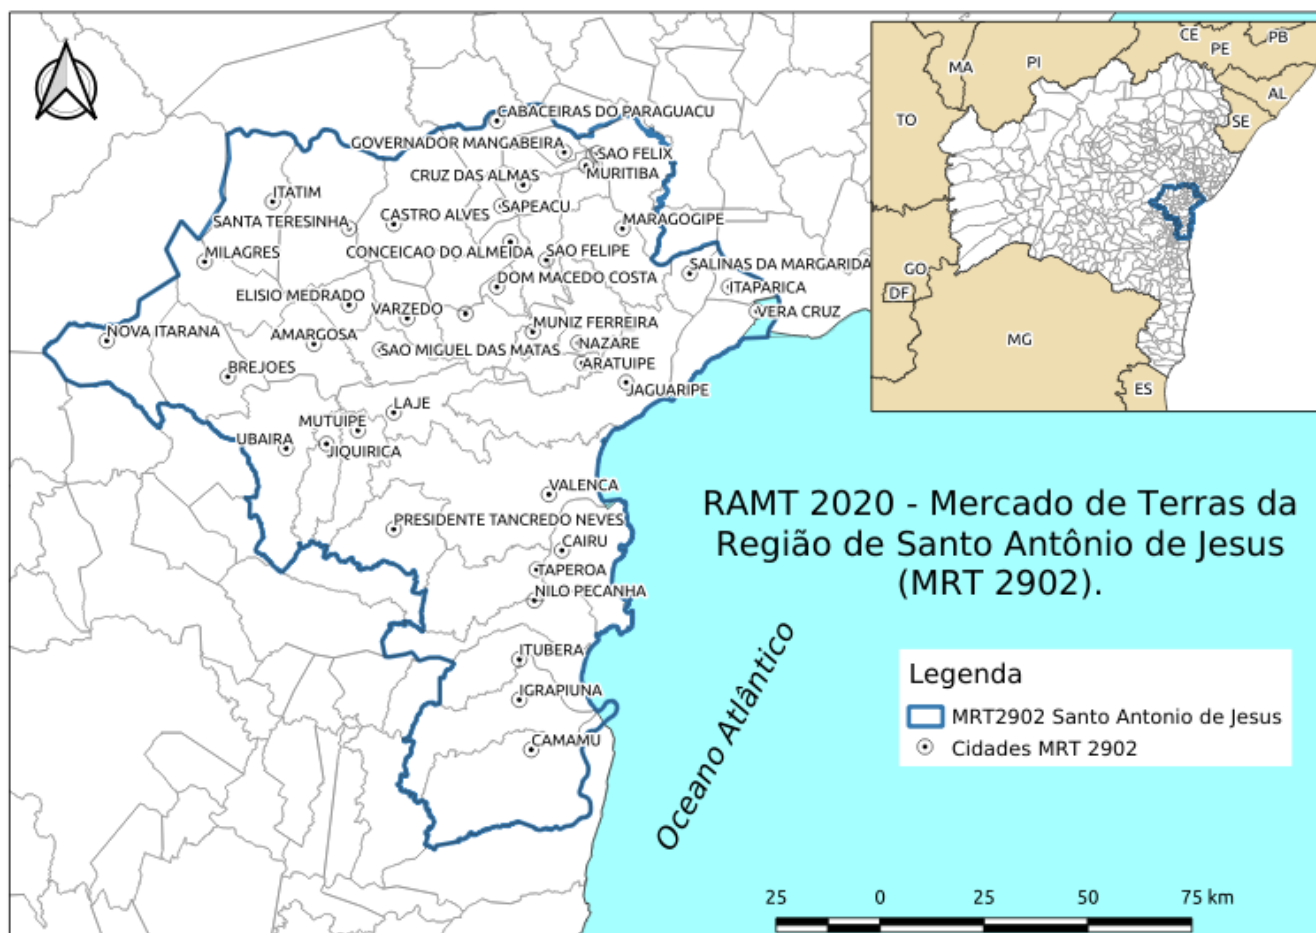 CABACEIRAS DO PARAGUACU
GOVERNADOR MANGABEIRA
SAO FELIX
MURITIBA
CRUZ DAS ALMAS
ITATIM
SAPEACU
SANTA TERESINHA
CASTRO ALVES
MARAGOGIPE
CONCEICAO DO ALMEIDA
SAO FELIPE
MILAGRES
SALINAS DA MARGARIDA
DOM MACEDO COSTA
ITAPARICA
ELISIO MEDRADO
VARZEDO
VERA CRUZ
MUNIZ FERREIRA
NOVA ITARANA
AMARGOSA
NAZARE
SAO MIGUEL DAS MATAS
ARATUIPE
BREJOES
JAGUARIPE
LAJE
MUTUIPE
UBAIRA
JIQUIRICA
VALENCA
PRESIDENTE TANCREDO NEVES
CAIRU
TAPEROA
NILO PECANHA
ITUBERA
IGRAPIUNA
CAMAMU
CE
PB
PE
PI
MA
AL
TO
SE
GO
DF
MG
ES
RAMT 2020 - Mercado de Terras da
Região de Santo Antônio de Jesus
(MRT 2902).
Oceano Atlântico
Legenda
MRT2902 Santo Antonio de Jesus
Cidades MRT 2902
25 0 25 50 75 km